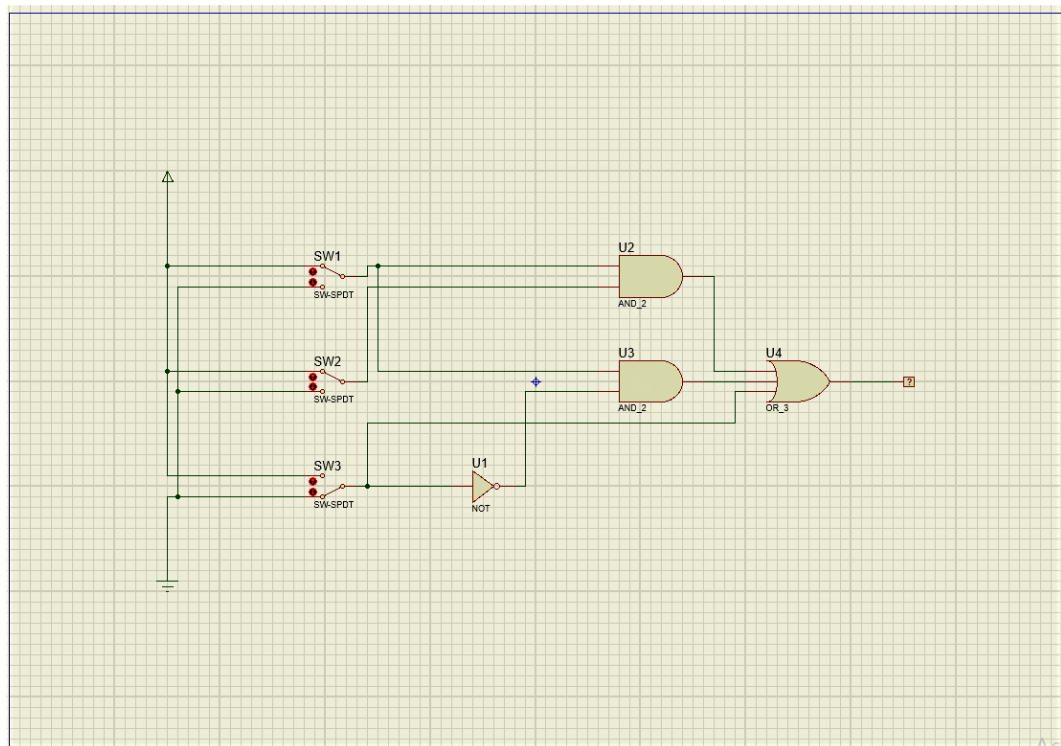 SW1
SW-SPDT
U2
AND_2
SW2
SW-SPDT
U3
AND_2
U4
OR_3
?
SW3
SW-SPDT
U1
NOT